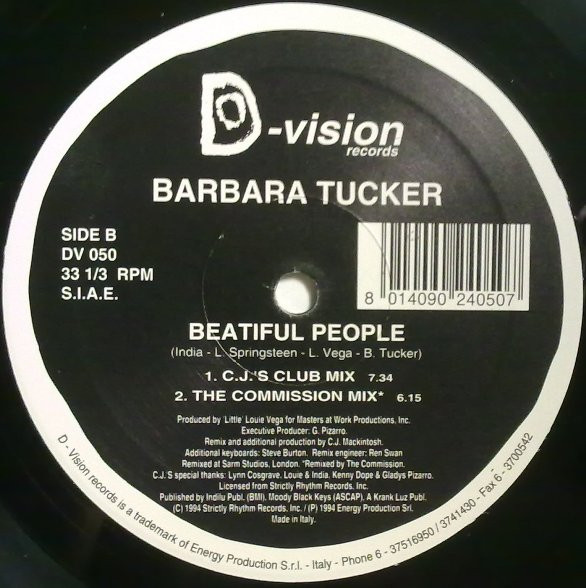 D-vision
records
BARBARA TUCKER
SIDE B
DV 050
33 1/3 RPM
S.I.A.E.
8 014090 240507
BEATIFUL PEOPLE
(India - L. Springsteen - L. Vega - B. Tucker)
1. C.J.'S CLUB MIX 7.34
2. THE COMMISSION MIX* 6.15
Produced by 'Little' Louie Vega for Masters at Work Productions, Inc.
Executive Producer: G. Pizarro.
Remix and additional production by C.J. Mackintosh.
Additional keyboards: Steve Burton. Remix engineer: Ren Swan
Remixed at Sarm Studios, London. *Remixed by The Commission.
C.J.'S special thanks: Lynn Cosgrave, Louie & India, Kenny Dope & Gladys Pizarro.
Licensed from Strictly Rhythm Records, Inc.
Published by Indilu Publ. (BMI), Moody Black Keys (ASCAP), A Krank Luz Publ.
(C) 1994 Strictly Rhythm Records, Inc. / (P) 1994 Energy Production Srl.
Made in Italy.
D - Vision records is a trademark of Energy Production S.r.l. - Italy - Phone 6 - 37516950 / 3741430 - Fax 6 - 3700542